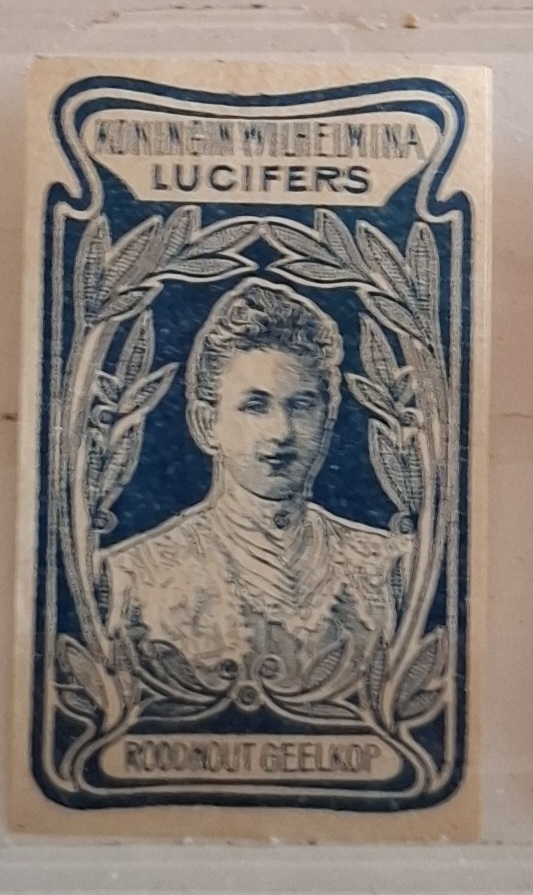 KONINGIN WILHELMINA
LUCIFERS
ROODHOUT GEELKOP